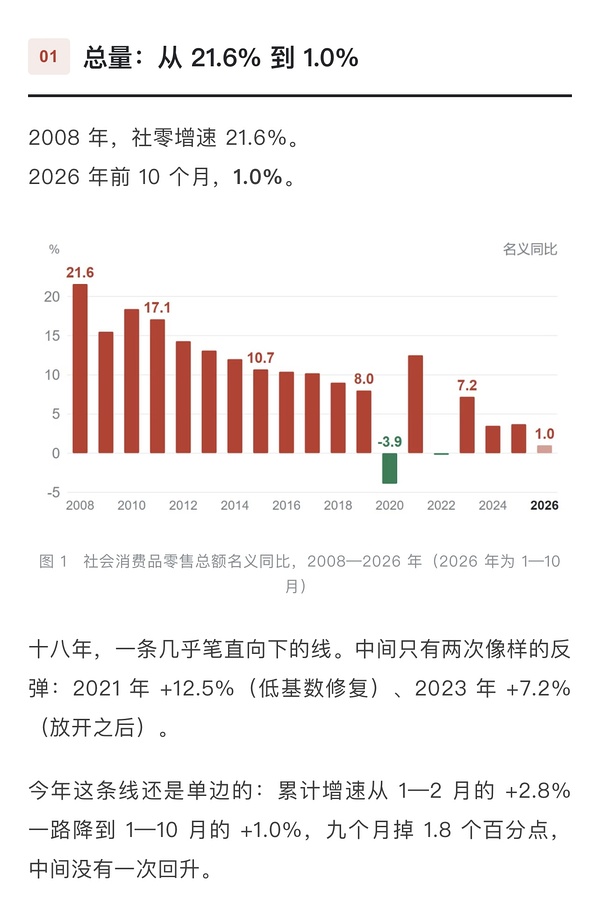 01 总量：从 21.6% 到 1.0%
2008 年，社零增速 21.6%。
2026 年前 10 个月，1.0%。
% 名义同比
21.6
20
17.1
15
10.7
10
8.0
7.2
5
1.0
0
-3.9
-5
2008 2010 2012 2014 2016 2018 2020 2022 2024 2026
图 1 社会消费品零售总额名义同比，2008—2026 年（2026 年为 1—10
月）
十八年，一条几乎笔直向下的线。中间只有两次像样的反
弹：2021 年 +12.5%（低基数修复）、2023 年 +7.2%
（放开之后）。
今年这条线还是单边的：累计增速从 1—2 月的 +2.8%
一路降到 1—10 月的 +1.0%，九个月掉 1.8 个百分点，
中间没有一次回升。